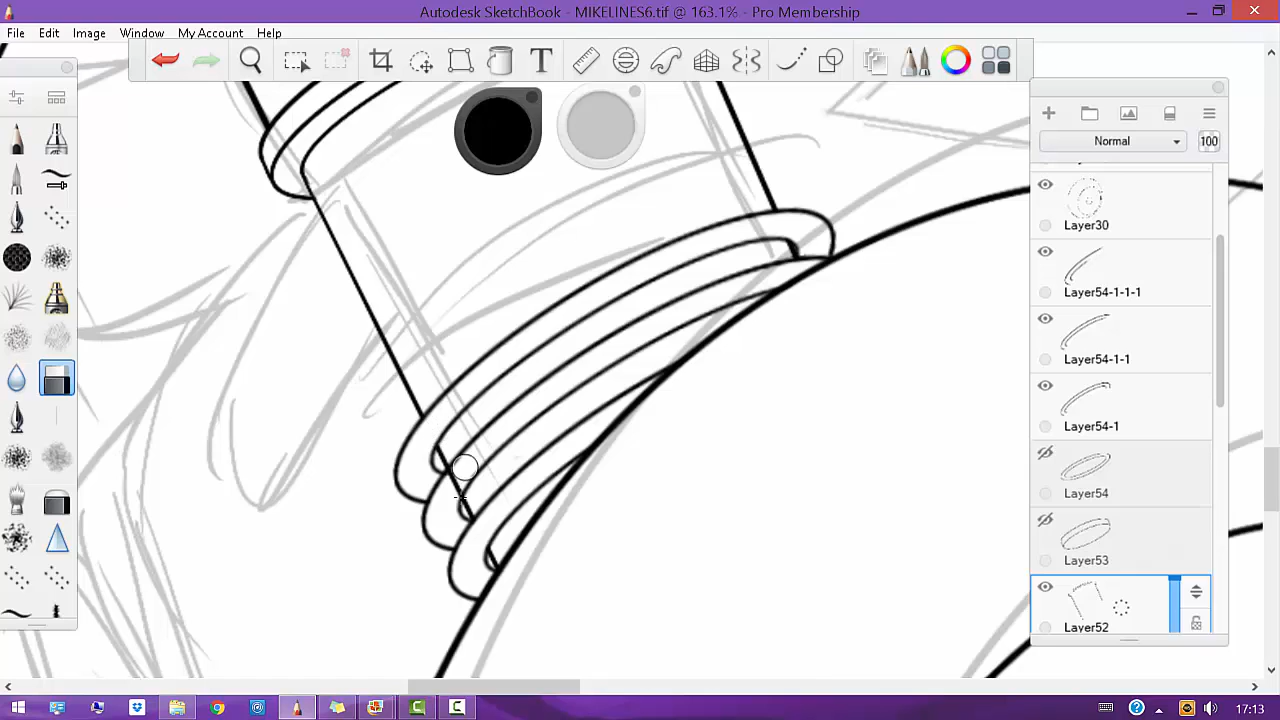 Autodesk SketchBook - MIKELINES6.tif @ 163.1% - Pro Membership
File Edit Image Window My Account Help
Normal
100
Layer30
Layer54-1-1-1
Layer54-1-1
Layer54-1
Layer54
Layer53
Layer52
17:13